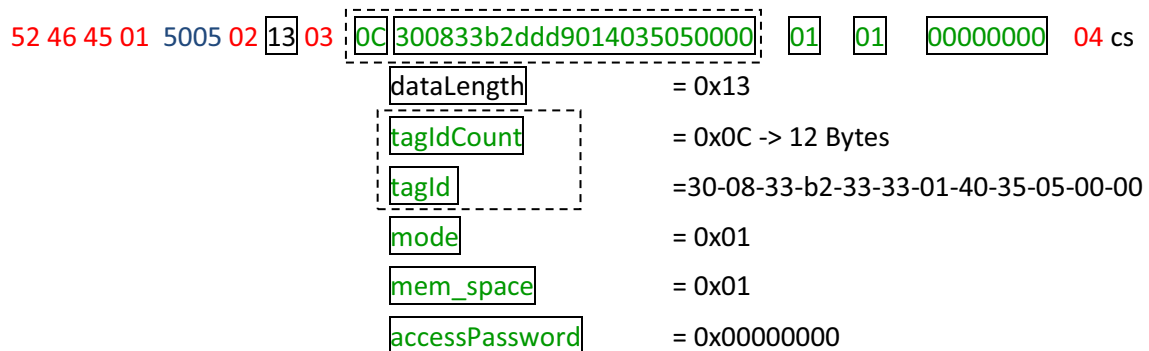 52 46 45 01 5005 02 13 03 0C 300833b2ddd9014035050000 01 01 00000000 04 cs
dataLength = 0x13
tagIdCount = 0x0C -> 12 Bytes
tagId =30-08-33-b2-33-33-01-40-35-05-00-00
mode = 0x01
mem_space = 0x01
accessPassword = 0x00000000